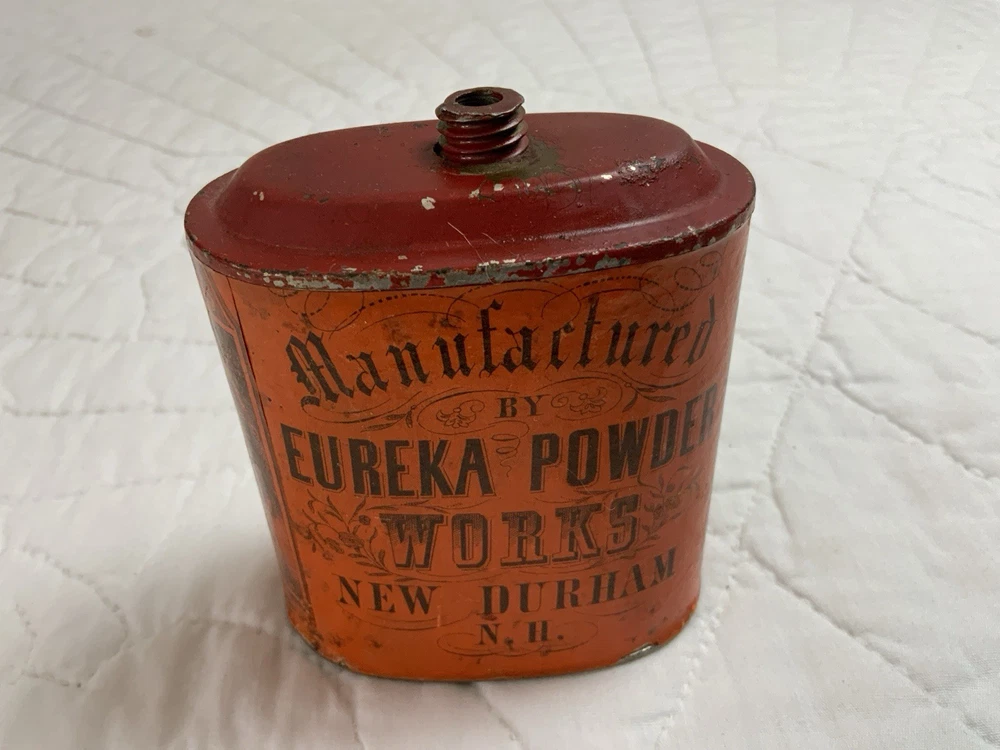 Manufactured
BY
EUREKA POWDER
WORKS
NEW DURHAM
N. H.